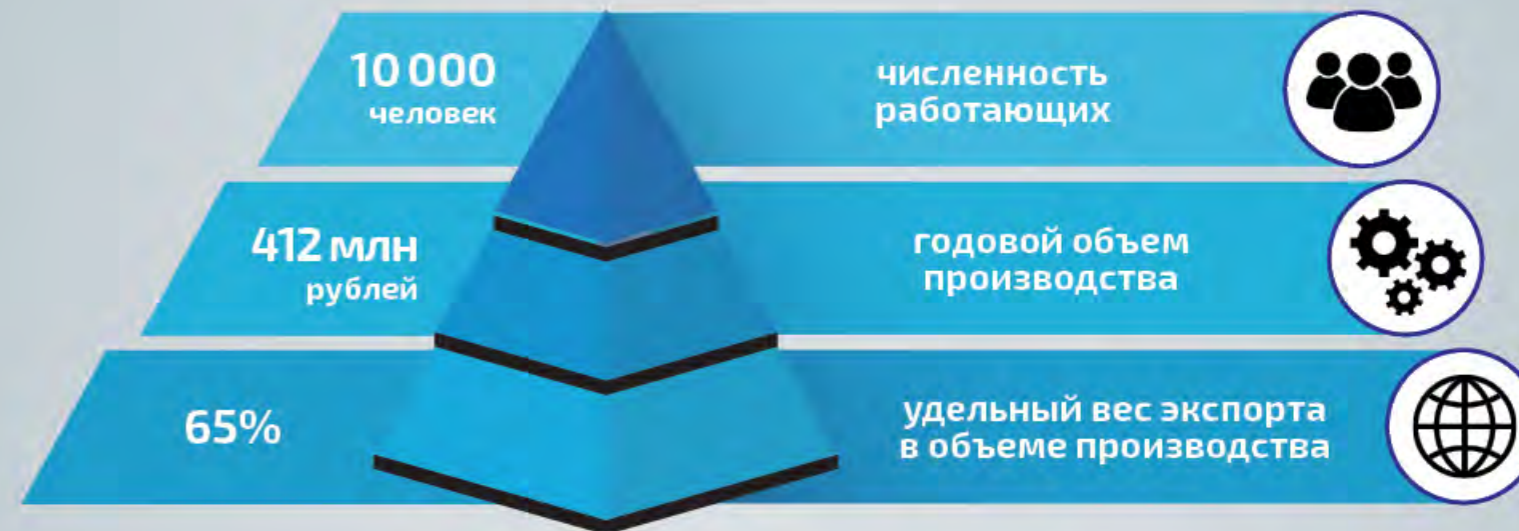 10 000
человек
численность
работающих
412 млн
рублей
годовой объем
производства
65%
удельный вес экспорта
в объеме производства